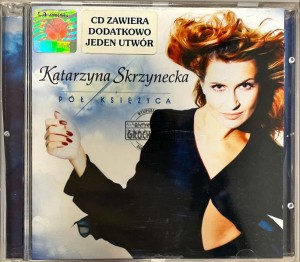 CD ZAWIERA
DODATKOWO
JEDEN UTWÓR
Katarzyna Skrzynecka
PÓŁ KSIĘŻYCA